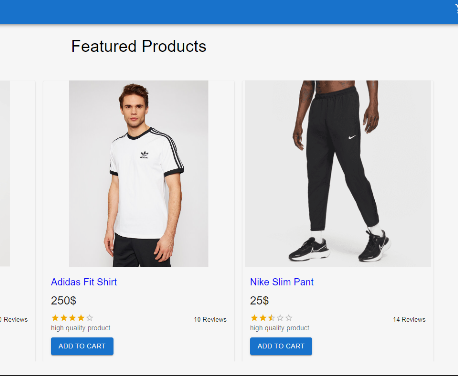 Featured Products
Adidas Fit Shirt
250$
Reviews
10 Reviews
high quality product
ADD TO CART
Nike Slim Pant
25$
14 Reviews
high quality product
ADD TO CART